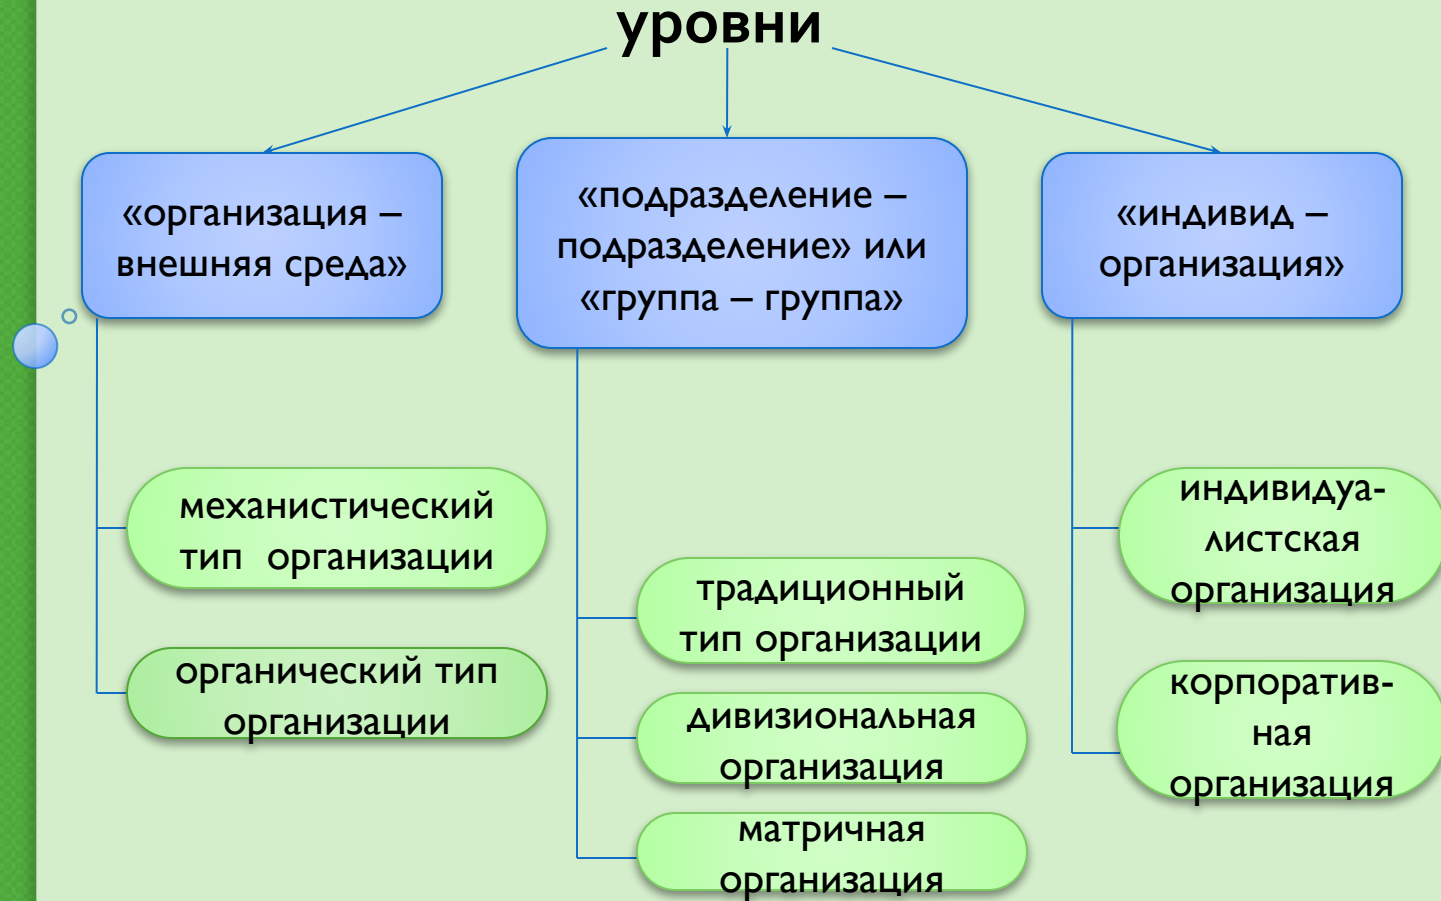 уровни
«организация –
внешняя среда»
«подразделение –
подразделение» или
«группа – группа»
«индивид –
организация»
механистический
тип организации
органический тип
организации
традиционный
тип организации
дивизиональная
организация
матричная
организация
индивидуа-
листская
организация
корпоратив-
ная
организация